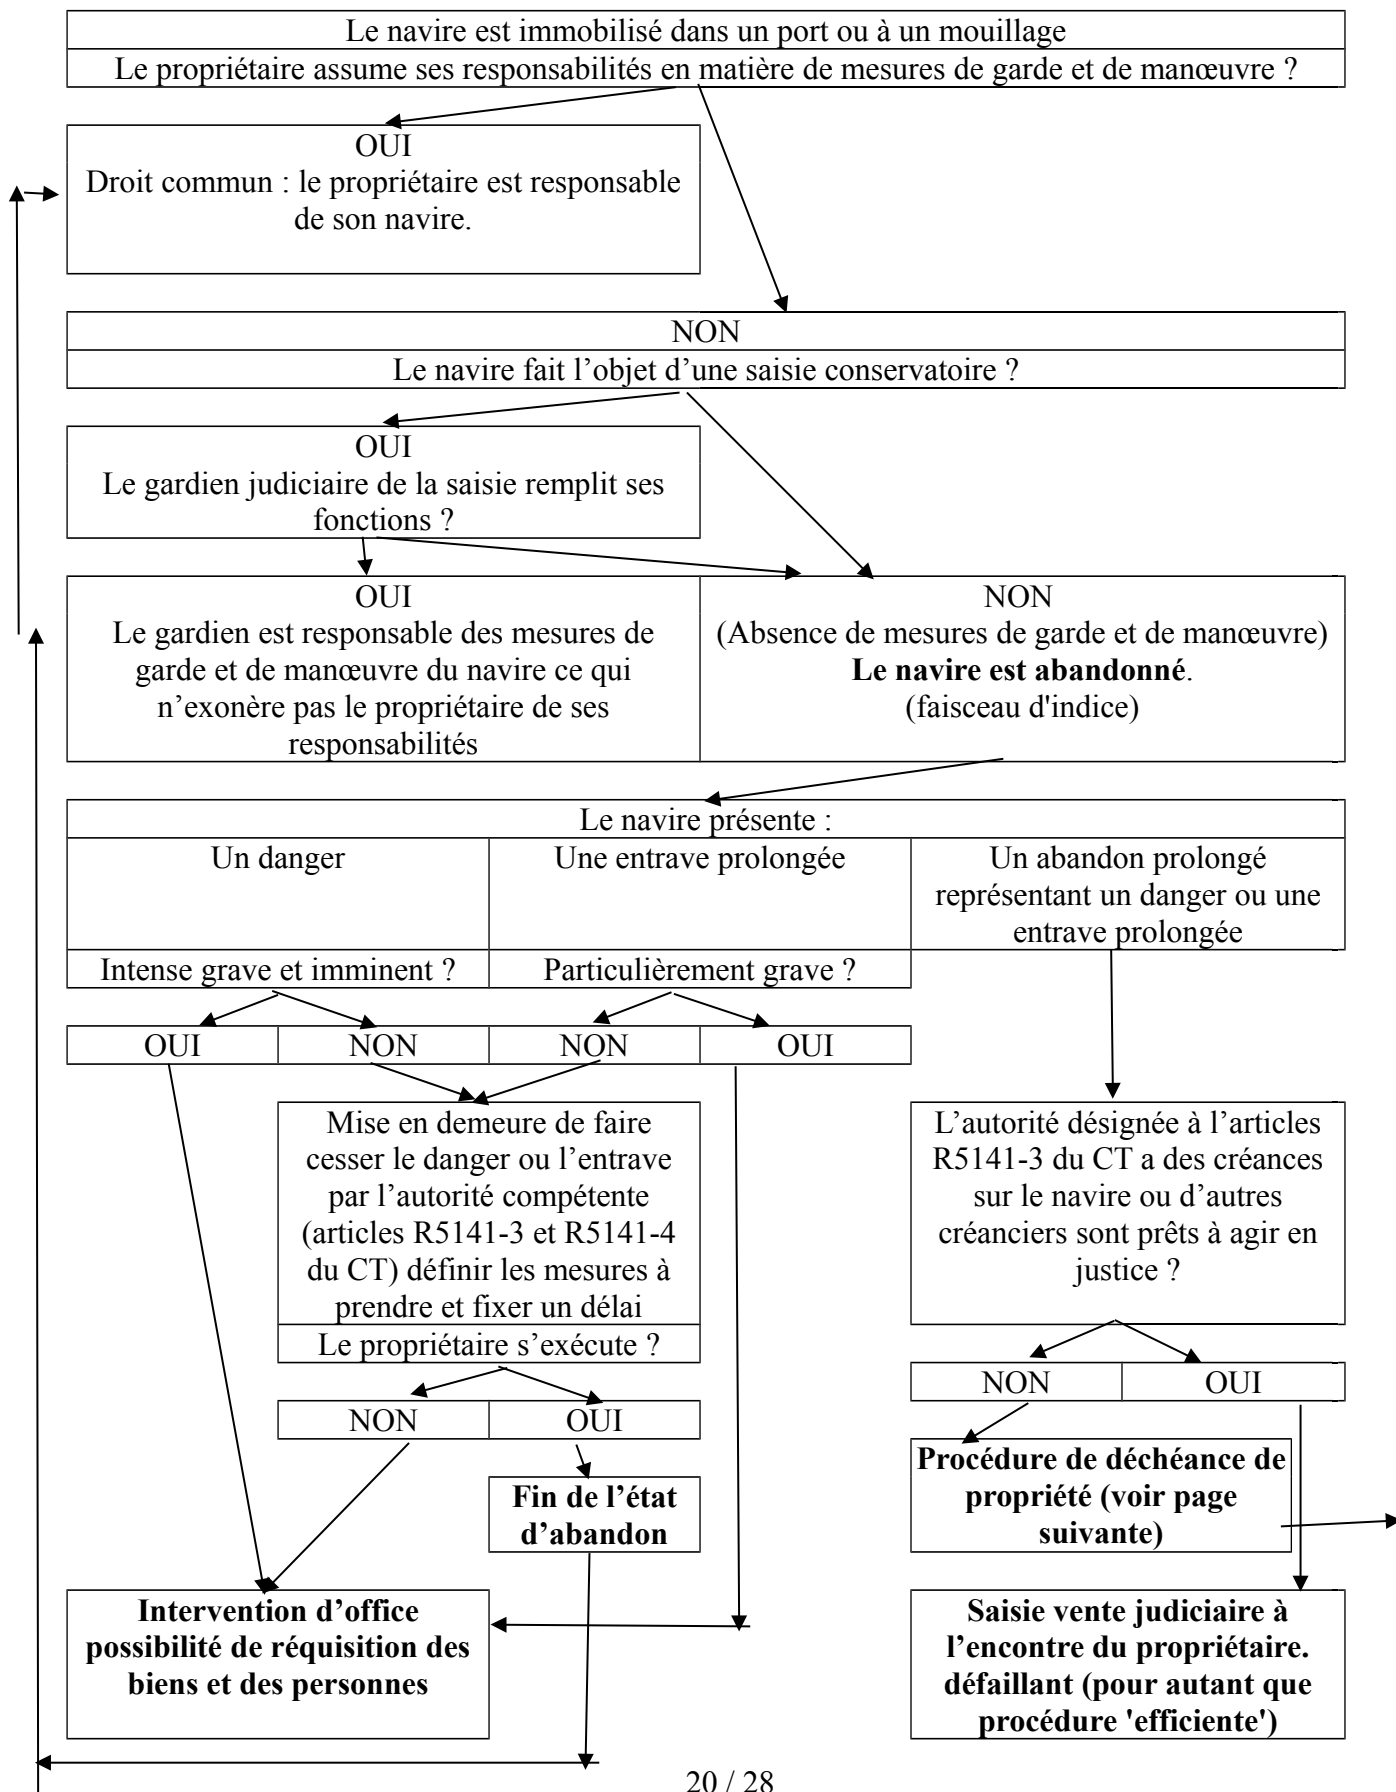 Le navire est immobilisé dans un port ou à un mouillage
Le propriétaire assume ses responsabilités en matière de mesures de garde et de manœuvre ?
OUI
Droit commun : le propriétaire est responsable
de son navire.
NON
Le navire fait l’objet d’une saisie conservatoire ?
OUI
Le gardien judiciaire de la saisie remplit ses
fonctions ?
OUI
Le gardien est responsable des mesures de
garde et de manœuvre du navire ce qui
n’exonère pas le propriétaire de ses
responsabilités
NON
(Absence de mesures de garde et de manœuvre)
Le navire est abandonné.
(faisceau d'indice)
Le navire présente :
Un danger
Une entrave prolongée
Un abandon prolongé
représentant un danger ou une
entrave prolongée
Intense grave et imminent ?
Particulièrement grave ?
OUI
NON
NON
OUI
Mise en demeure de faire
cesser le danger ou l’entrave
par l’autorité compétente
(articles R5141-3 et R5141-4
du CT) définir les mesures à
prendre et fixer un délai
Le propriétaire s’exécute ?
L’autorité désignée à l’articles
R5141-3 du CT a des créances
sur le navire ou d’autres
créanciers sont prêts à agir en
justice ?
NON
OUI
NON
OUI
Fin de l’état
d’abandon
Procédure de déchéance de
propriété (voir page
suivante)
Intervention d’office
possibilité de réquisition des
biens et des personnes
Saisie vente judiciaire à
l’encontre du propriétaire.
défaillant (pour autant que
procédure 'efficiente')
20 / 28